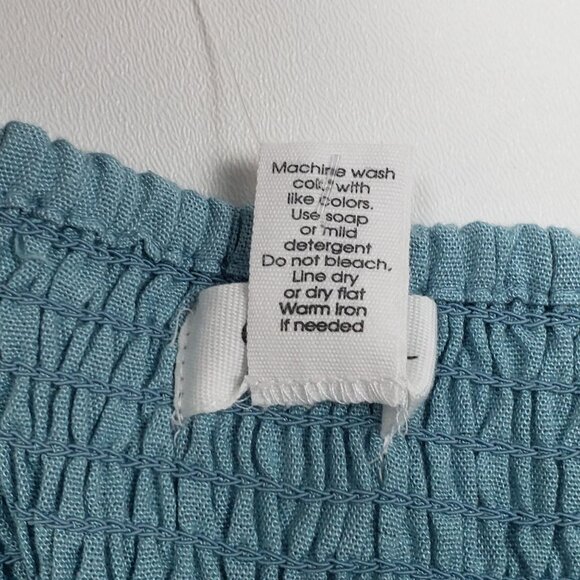 Machine wash
cold with
like colors.
Use soap
or mild
detergent
Do not bleach,
Line dry
or dry flat
Warm Iron
if needed